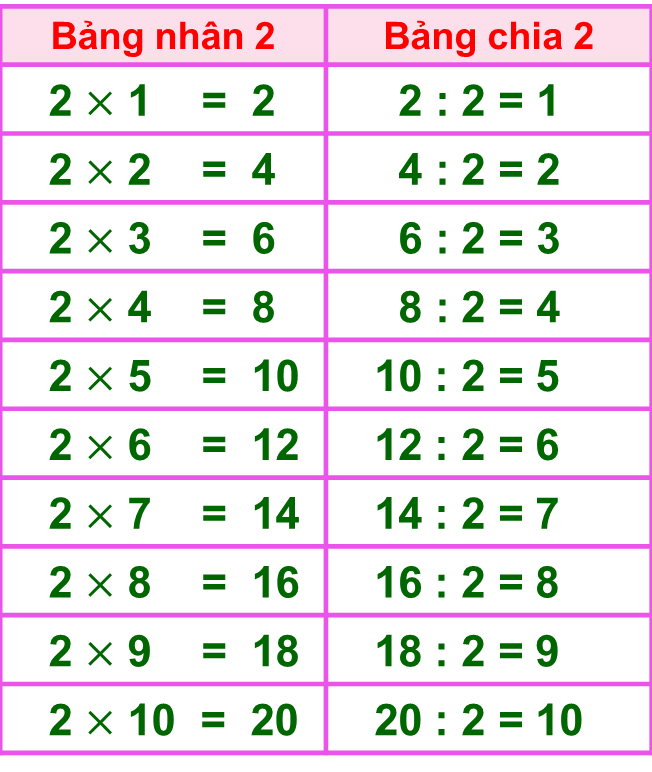 Bảng nhân 2 Bảng chia 2
2 × 1 = 2 2 : 2 = 1
2 × 2 = 4 4 : 2 = 2
2 × 3 = 6 6 : 2 = 3
2 × 4 = 8 8 : 2 = 4
2 × 5 = 10 10 : 2 = 5
2 × 6 = 12 12 : 2 = 6
2 × 7 = 14 14 : 2 = 7
2 × 8 = 16 16 : 2 = 8
2 × 9 = 18 18 : 2 = 9
2 × 10 = 20 20 : 2 = 10